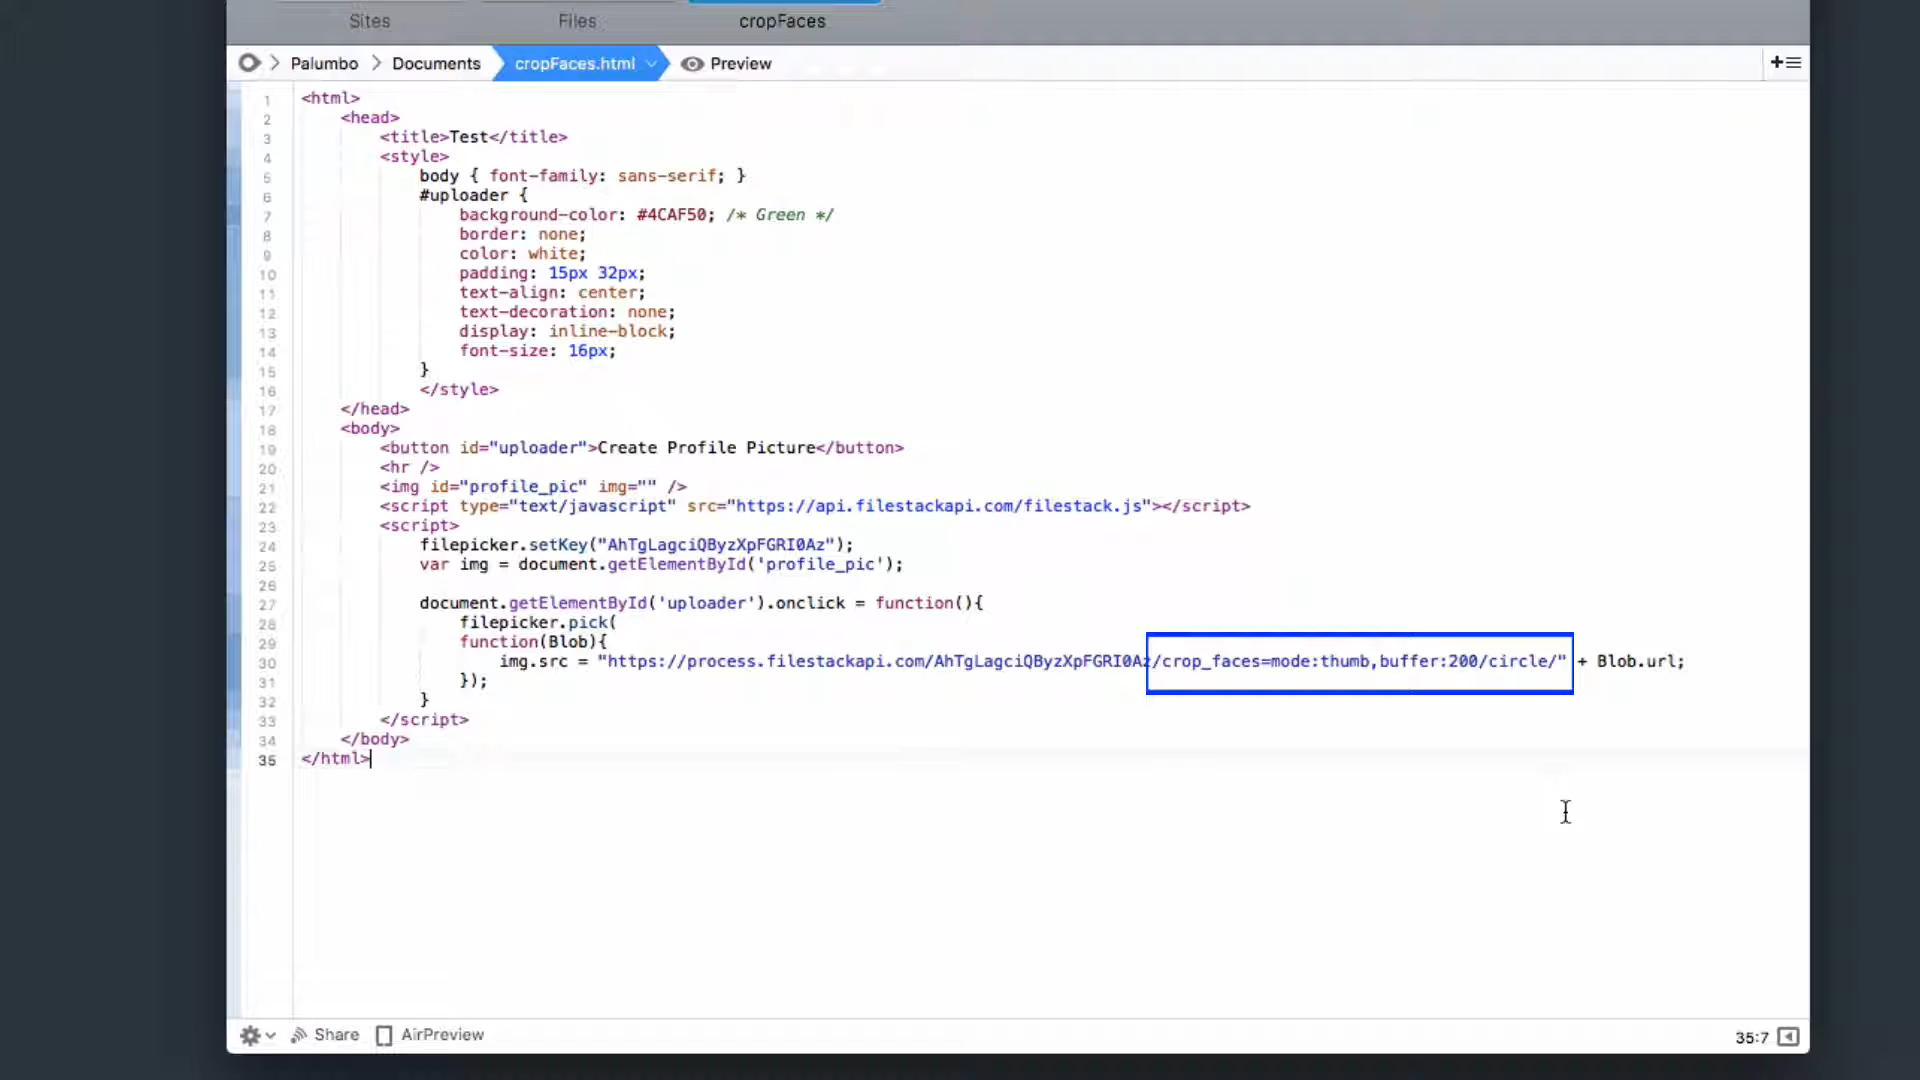 Sites Files cropFaces
Palumbo Documents cropFaces.html Preview
1 <html>
2 <head>
3 <title>Test</title>
4 <style>
5 body { font-family: sans-serif; }
6 #uploader {
7 background-color: #4CAF50; /* Green */
8 border: none;
9 color: white;
10 padding: 15px 32px;
11 text-align: center;
12 text-decoration: none;
13 display: inline-block;
14 font-size: 16px;
15 }
16 </style>
17 </head>
18 <body>
19 <button id="uploader">Create Profile Picture</button>
20 <hr />
21 <img id="profile_pic" img="" />
22 <script type="text/javascript" src="https://api.filestackapi.com/filestack.js"></script>
23 <script>
24 filepicker.setKey("AhTgLagciQByzXpFGRI0Az");
25 var img = document.getElementById('profile_pic');
26
27 document.getElementById('uploader').onclick = function(){
28 filepicker.pick(
29 function(Blob){
30 img.src = "https://process.filestackapi.com/AhTgLagciQByzXpFGRI0Az/crop_faces=mode:thumb,buffer:200/circle/" + Blob.url;
31 });
32 }
33 </script>
34 </body>
35 </html>
Share AirPreview 35:7